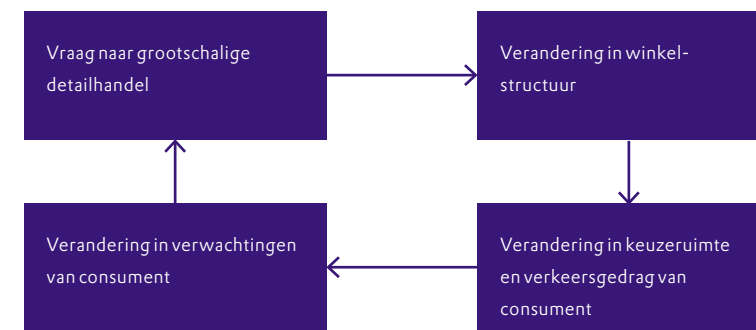 Vraag naar grootschalige
detailhandel
Verandering in winkel-
structuur
Verandering in verwachtingen
van consument
Verandering in keuzeruimte
en verkeersgedrag van
consument